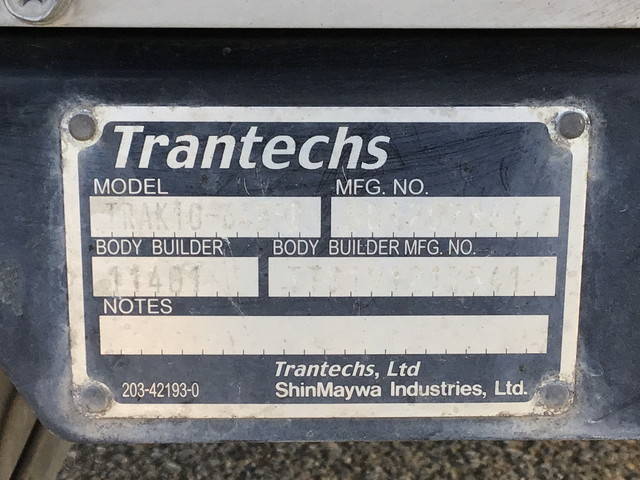 Trantechs
MODEL MFG. NO.
BODY BUILDER BODY BUILDER MFG. NO.
11401
NOTES
Trantechs, Ltd
203-42193-0 ShinMaywa Industries, Ltd.